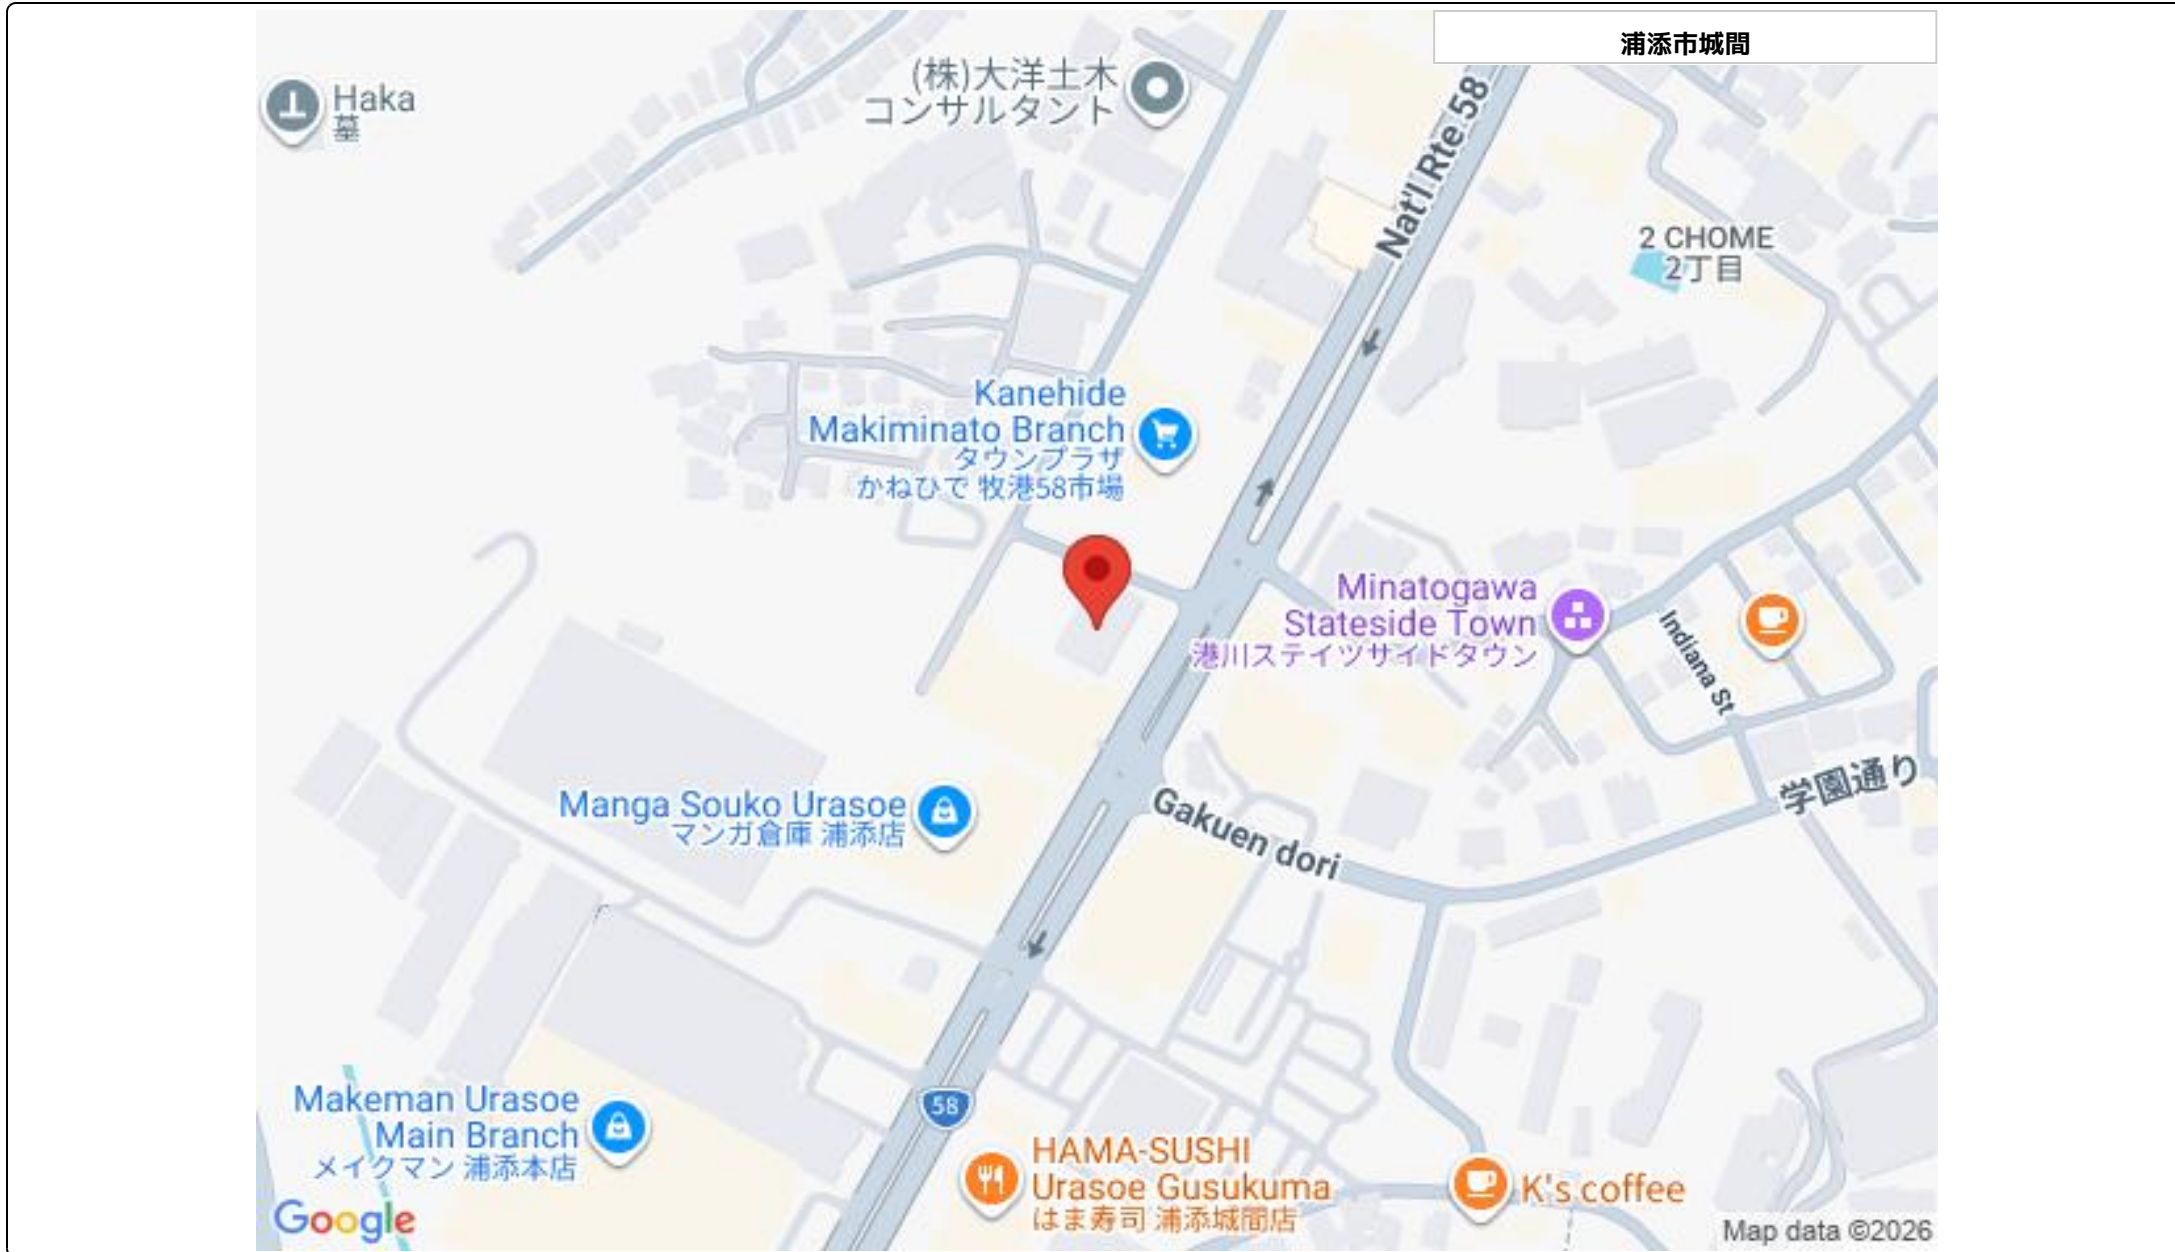 浦添市城間
Haka
墓
(株)大洋土木
コンサルタント
Nat'l Rte 58
2 CHOME
2丁目
Kanehide
Makiminato Branch
タウンプラザ
かねひで 牧港58市場
Minatogawa
Stateside Town
港川ステイツサイドタウン
Indiana St
学園通り
Manga Souko Urasoe
マンガ倉庫 浦添店
Gakuen dori
58
Makeman Urasoe
Main Branch
メイクマン 浦添本店
HAMA-SUSHI
Urasoe Gusukuma
はま寿司 浦添城間店
K's coffee
Google
Map data ©2026